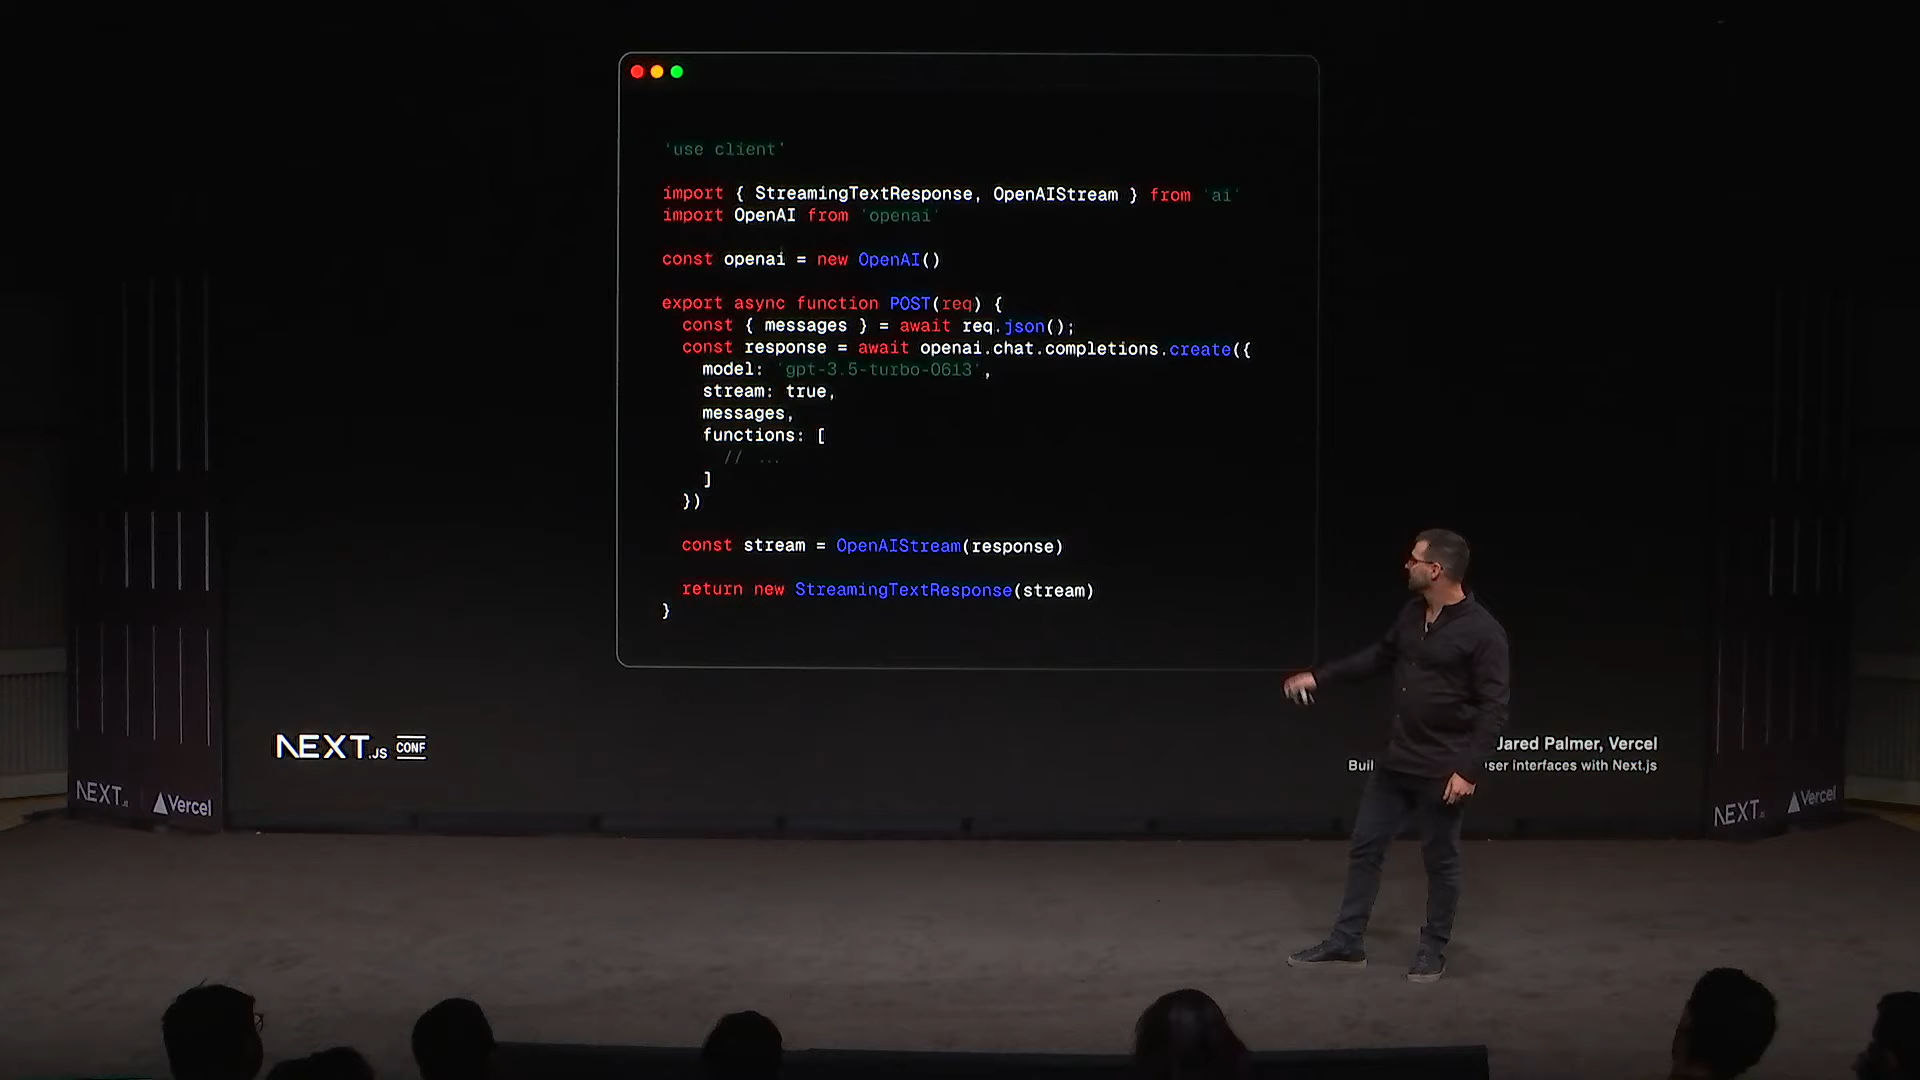 'use client'
import { StreamingTextResponse, OpenAIStream } from 'ai'
import OpenAI from 'openai'
const openai = new OpenAI()
export async function POST(req) {
const { messages } = await req.json();
const response = await openai.chat.completions.create({
model: 'gpt-3.5-turbo-0613',
stream: true,
messages,
functions: [
// ...
]
})
const stream = OpenAIStream(response)
return new StreamingTextResponse(stream)
}
NEXT.JS CONF
Jared Palmer, Vercel
user interfaces with Next.js
NEXT.JS Vercel
NEXT.JS Vercel